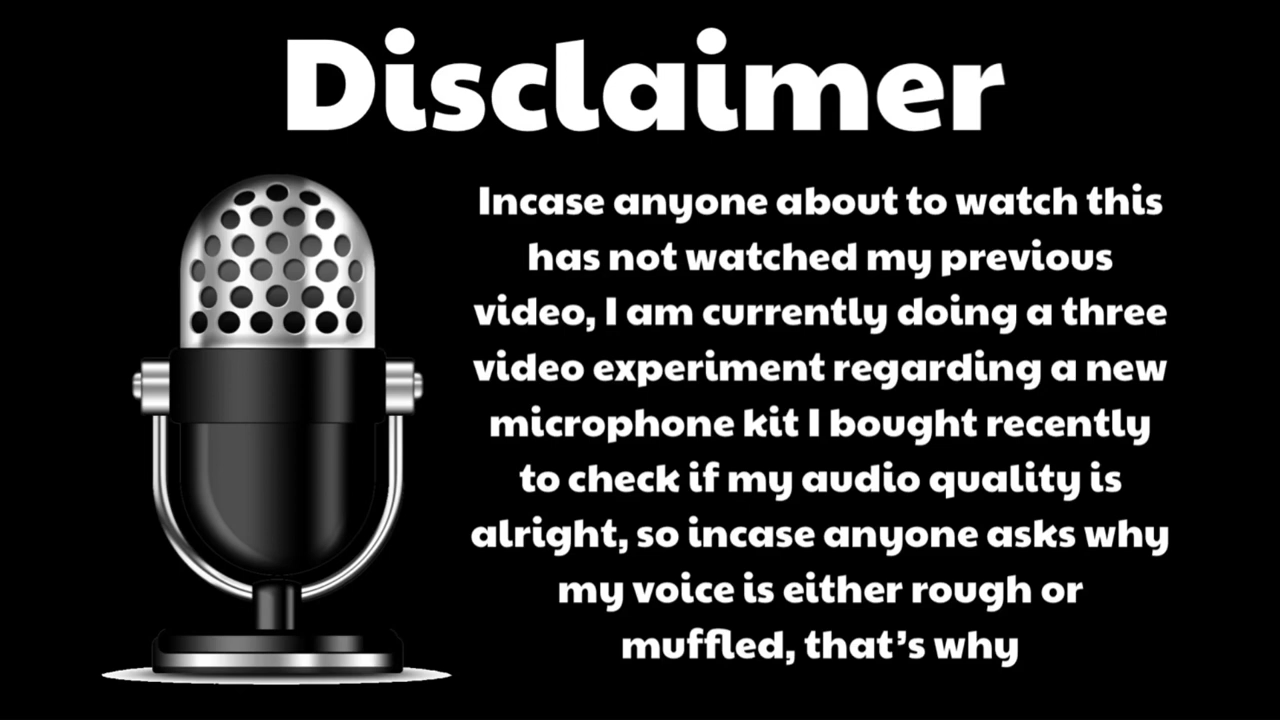 Disclaimer
Incase anyone about to watch this
has not watched my previous
video, I am currently doing a three
video experiment regarding a new
microphone kit I bought recently
to check if my audio quality is
alright, so incase anyone asks why
my voice is either rough or
muffled, that's why